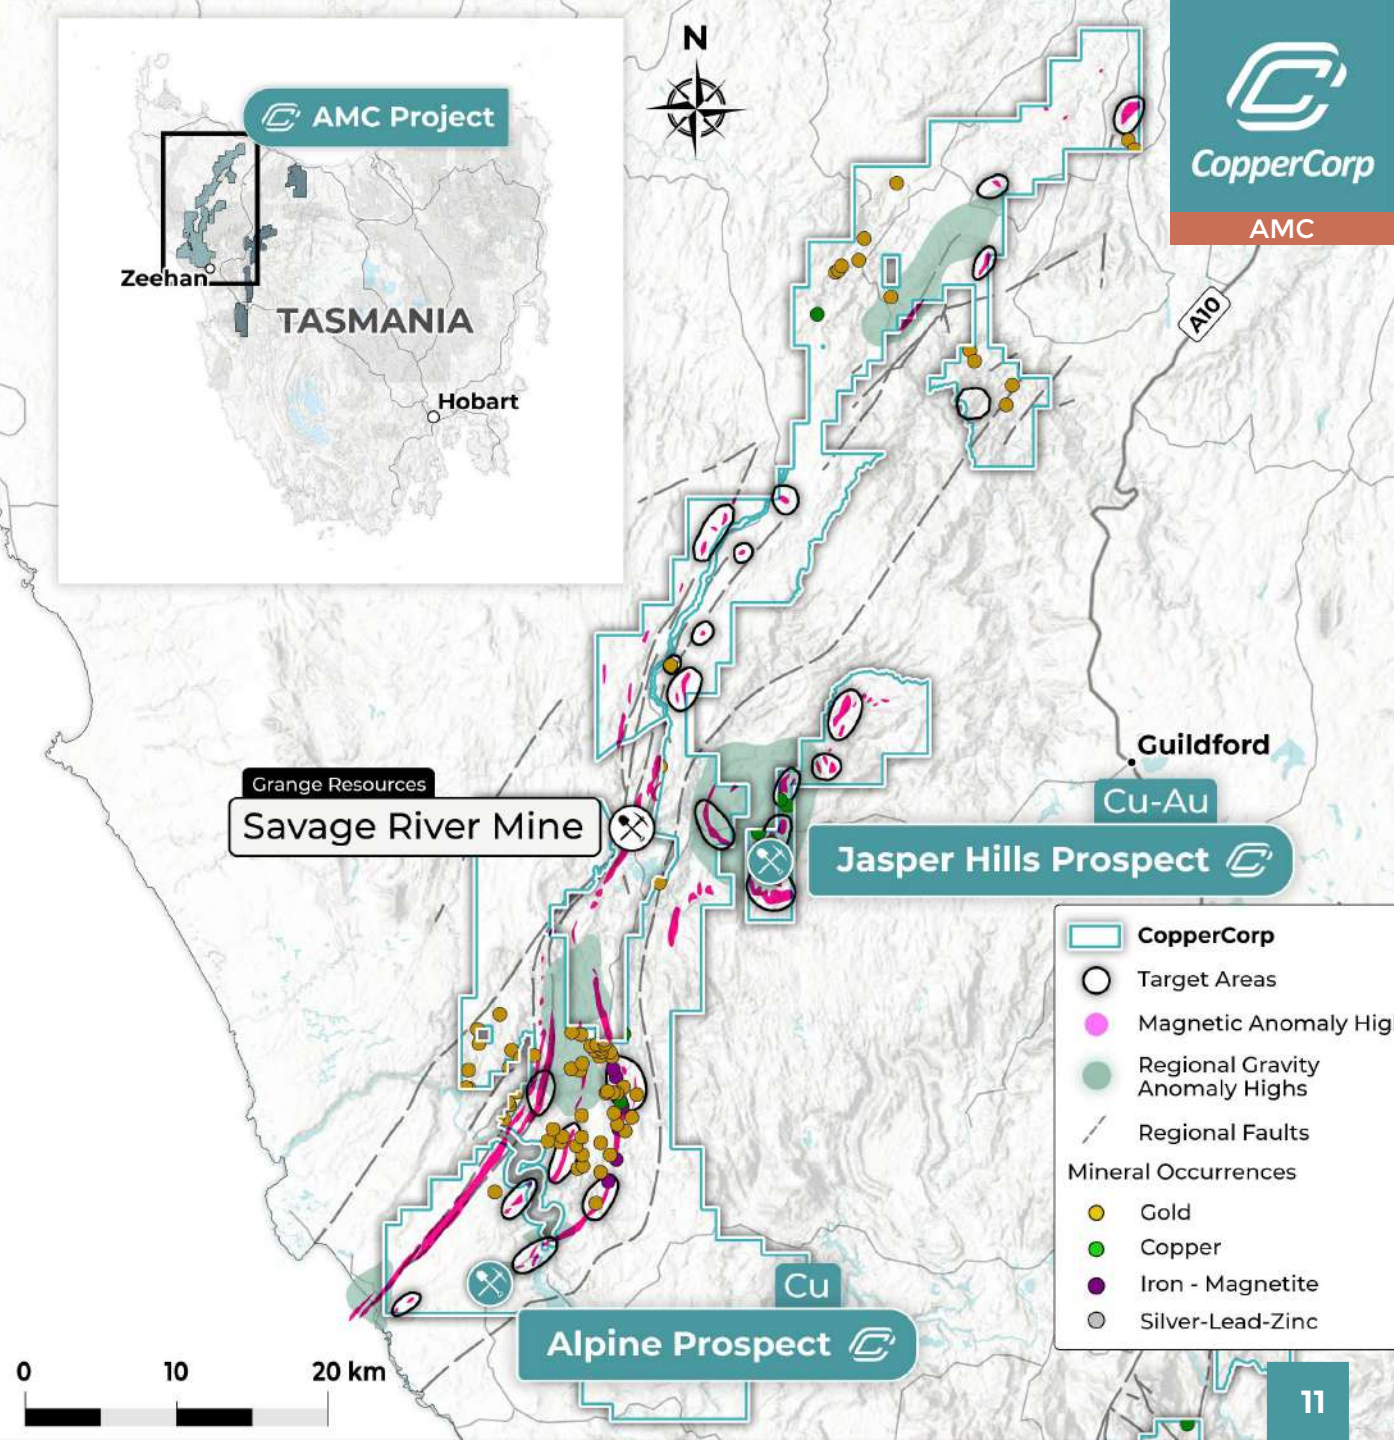 AMC Project
Zeehan
TASMANIA
Hobart
N
CopperCorp
AMC
A10
Guildford
Grange Resources
Savage River Mine
Cu-Au
Jasper Hills Prospect
CopperCorp
Target Areas
Magnetic Anomaly Hig
Regional Gravity
Anomaly Highs
Regional Faults
Mineral Occurrences
Gold
Copper
Iron - Magnetite
Silver-Lead-Zinc
Cu
Alpine Prospect
0 10 20 km
11